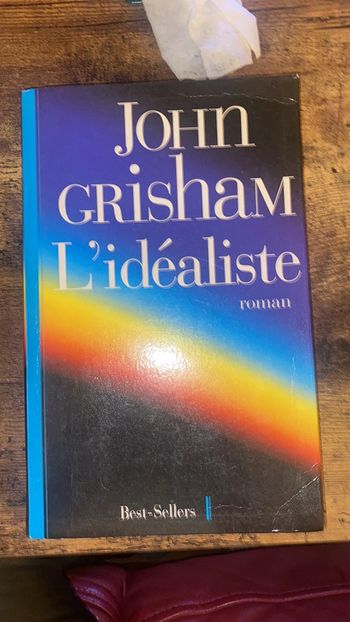 JOHN
GRISHAM
L'idéaliste
roman
Best-Sellers